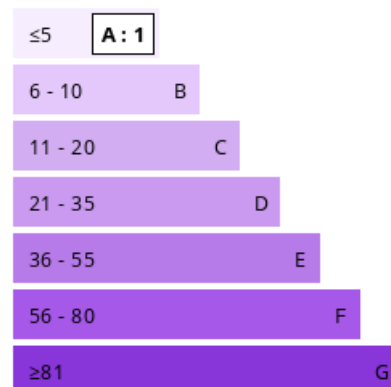 ≤5 A : 1
6 - 10 B
11 - 20 C
21 - 35 D
36 - 55 E
56 - 80 F
≥81 G